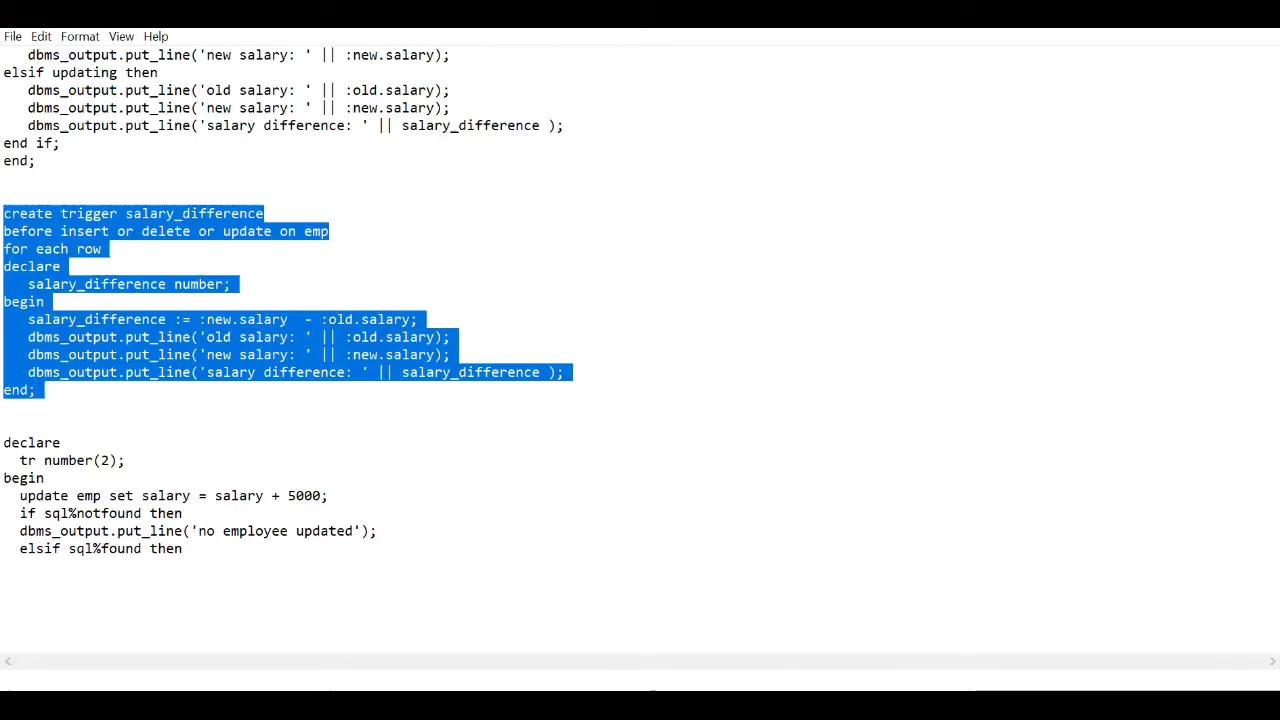 File Edit Format View Help
   dbms_output.put_line('new salary: ' || :new.salary);
elsif updating then
   dbms_output.put_line('old salary: ' || :old.salary);
   dbms_output.put_line('new salary: ' || :new.salary);
   dbms_output.put_line('salary difference: ' || salary_difference );
end if;
end;
create trigger salary_difference
before insert or delete or update on emp
for each row
declare
   salary_difference number;
begin
   salary_difference := :new.salary  - :old.salary;
   dbms_output.put_line('old salary: ' || :old.salary);
   dbms_output.put_line('new salary: ' || :new.salary);
   dbms_output.put_line('salary difference: ' || salary_difference );
end;
declare
  tr number(2);
begin
  update emp set salary = salary + 5000;
  if sql%notfound then
  dbms_output.put_line('no employee updated');
  elsif sql%found then